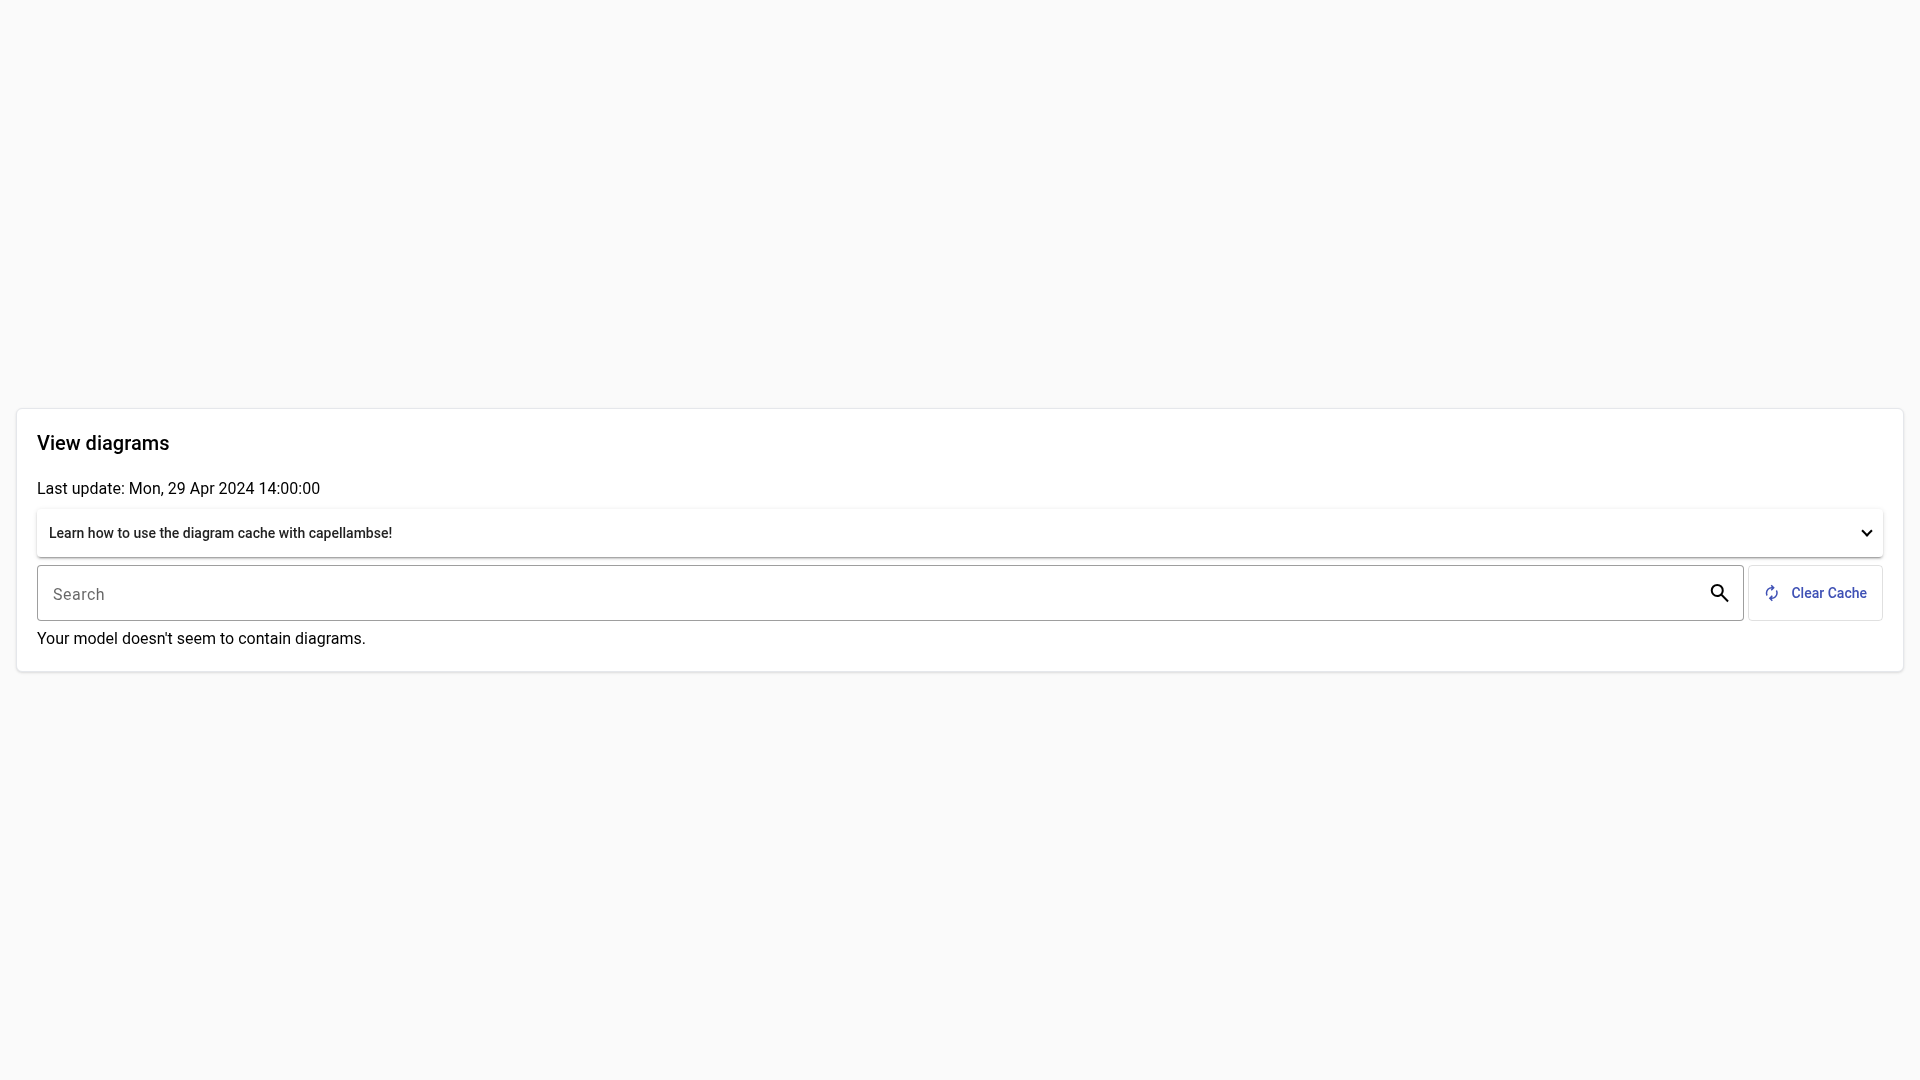 View diagrams
Last update: Mon, 29 Apr 2024 14:00:00
Learn how to use the diagram cache with capellambse!
Search
Clear Cache
Your model doesn't seem to contain diagrams.